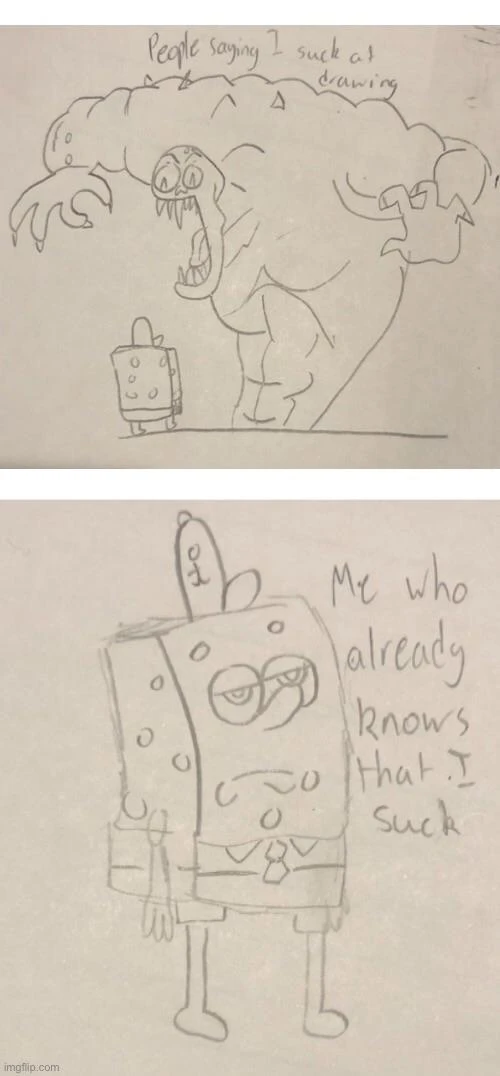 People saying I suck at
drawing
Me who
already
knows
that I
suck
imgflip.com